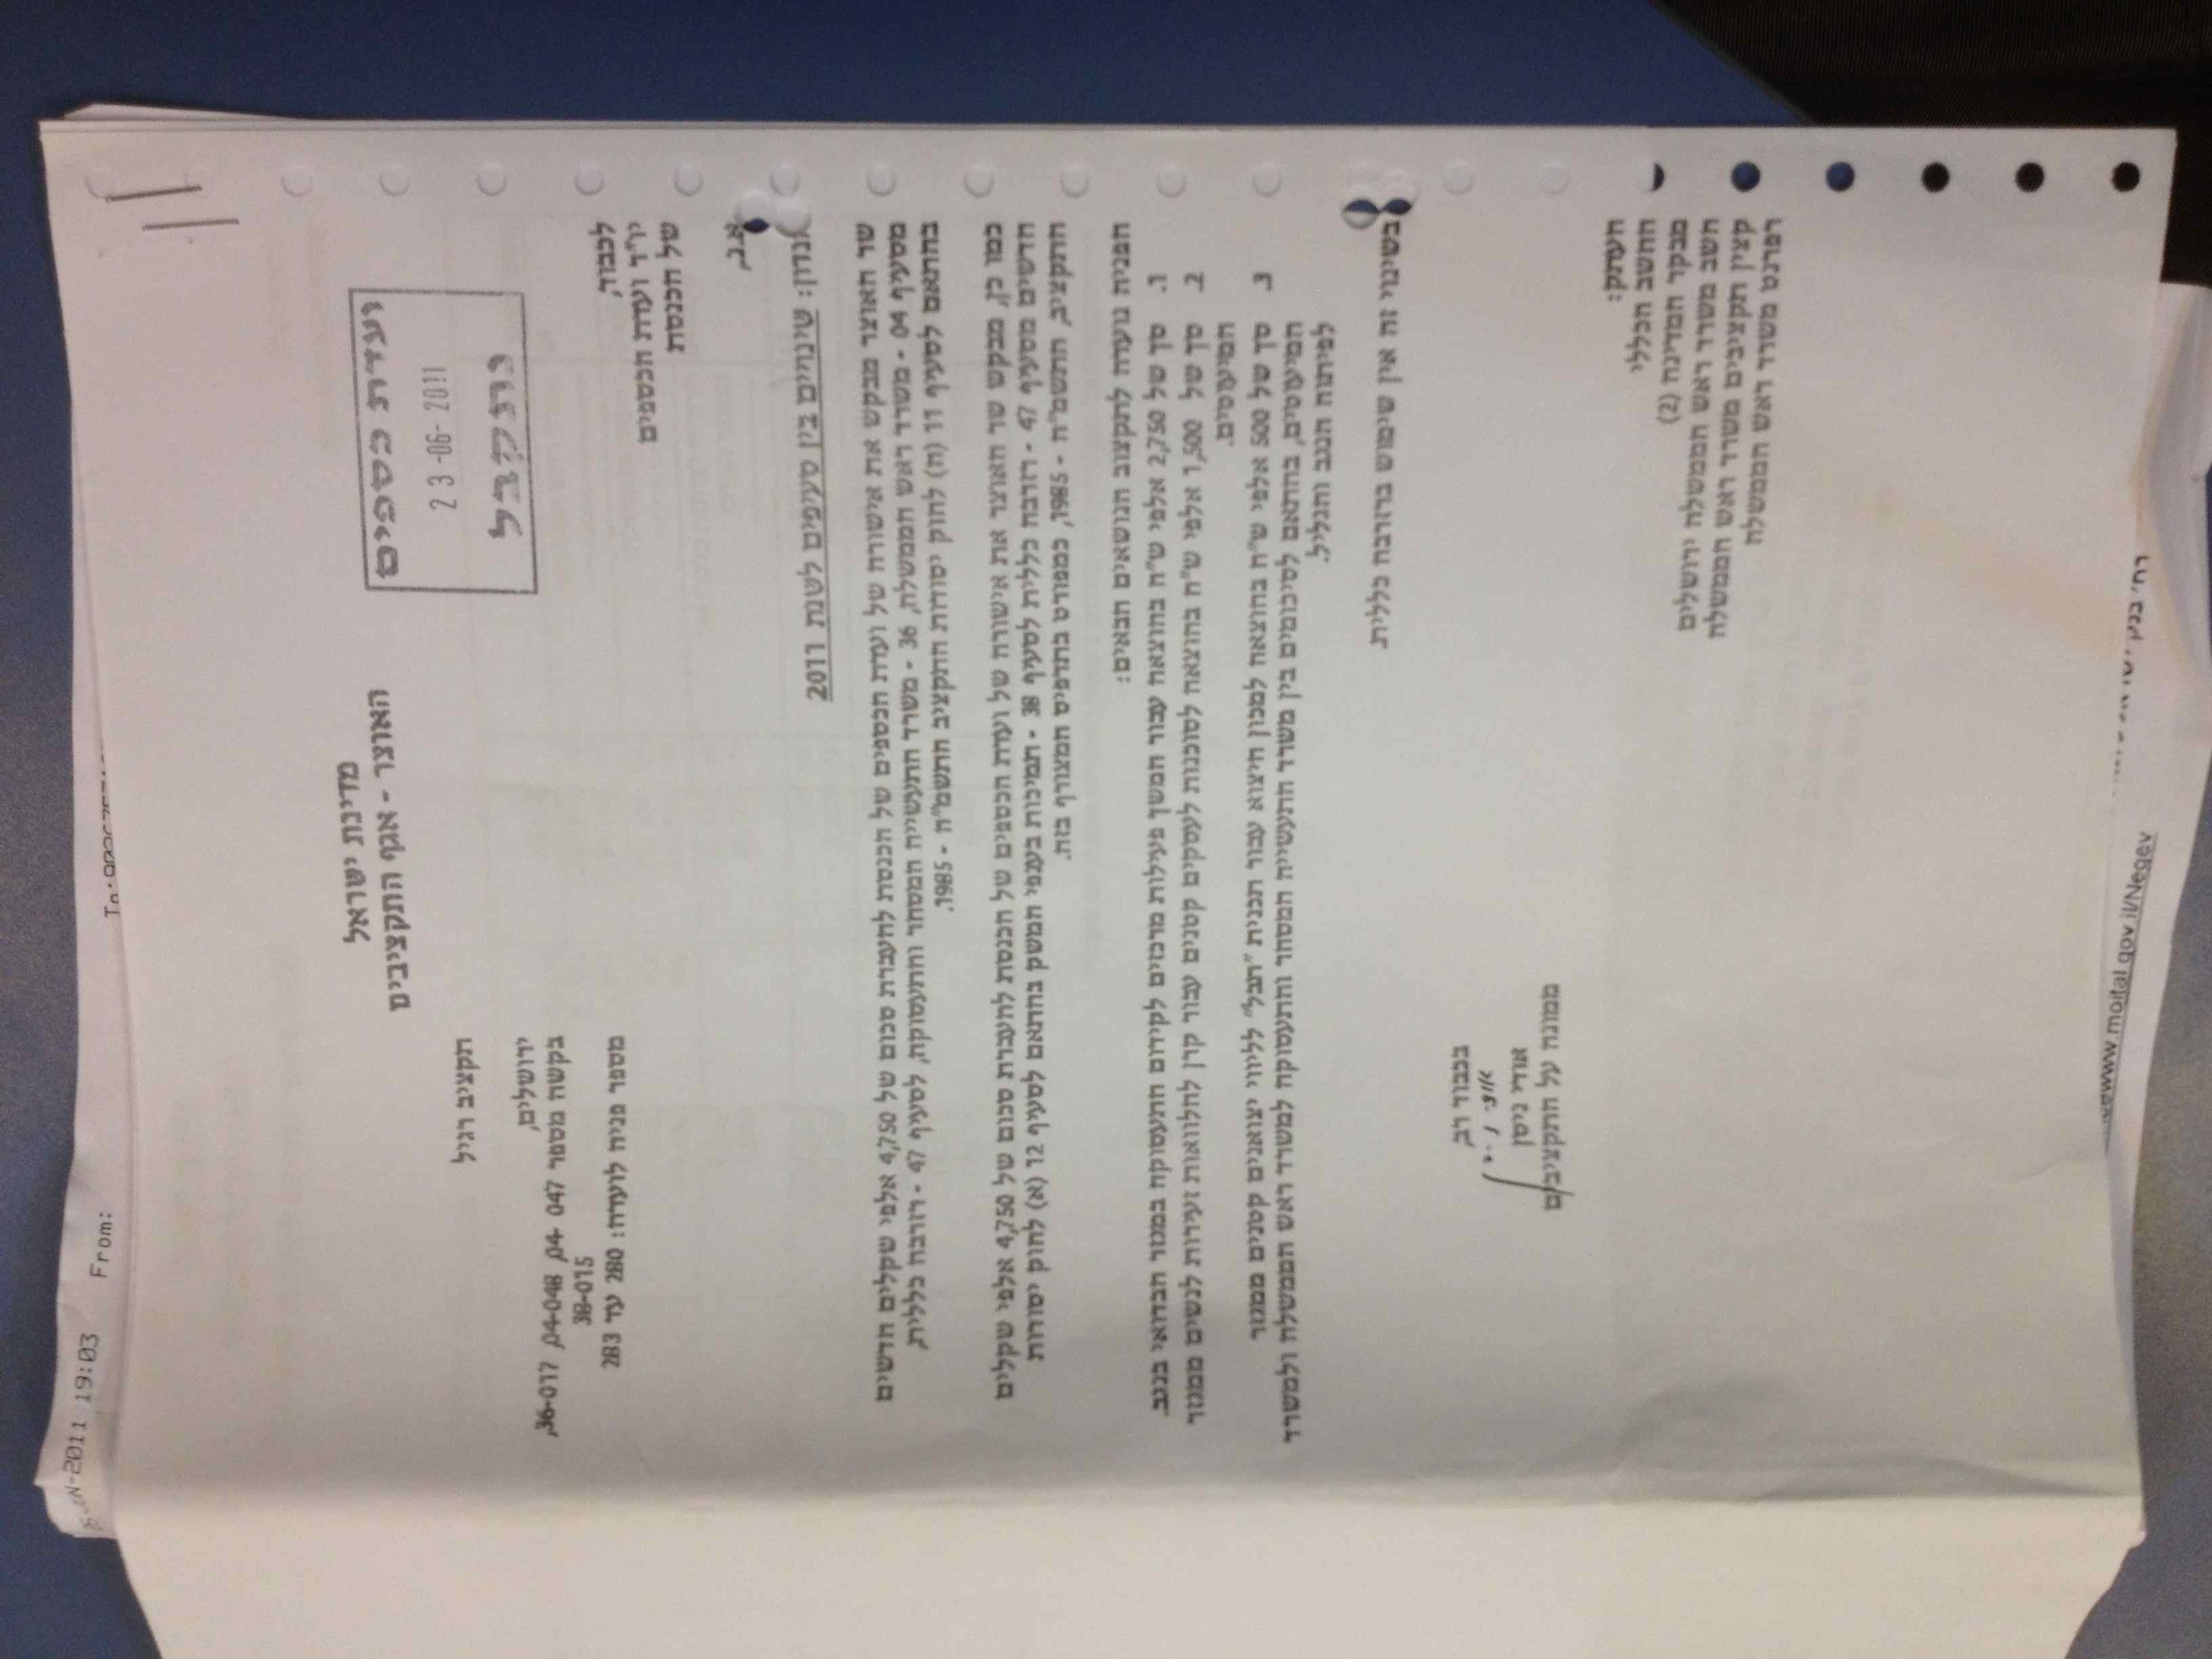 From:
19:03
מדינת ישראל
האוצר - אגף התקציבים
ועדת הכספים
23-06-2011
נתקבל
תקציב רגיל
ירושלים,
בקשה מספר 047-04, 04-048, 36-017,
38-015
מספר פניה לועדה: 280 עד 283
לכבוד,
יו"ר ועדת הכספים
של הכנסת
א.נ.,
הנדון: שינויים בין סעיפים לשנת 2011
שר האוצר מבקש את אישורה של ועדת הכספים של הכנסת להעברת סכום של 4,750 אלפי שקלים חדשים
מסעיף 04 - משרד ראש הממשלה, 36 - משרד התעשייה המסחר והתעסוקה, לסעיף 47 - רזרבה כללית,
בהתאם לסעיף 11 (ח) לחוק יסודות התקציב התשמ"ה - 1985.
כמו כן, מבקש שר האוצר את אישורה של ועדת הכספים של הכנסת להעברת סכום של 4,750 אלפי שקלים
חדשים מסעיף 47 - רזרבה כללית לסעיף 38 - תמיכות בענפי המשק בהתאם לסעיף 12 (א) לחוק יסודות
התקציב, התשמ"ה - 1985, כמפורט בתדפיס המצורף בזה.
הפניה נועדה לתקצוב הנושאים הבאים:
1. סך של 2,750 אלפי ש"ח בהוצאה עבור המשך פעילות מרכזים לקידום התעסוקה במגזר הבדואי בנגב.
2. סך של 1,500 אלפי ש"ח בהוצאה לסוכנות לעסקים קטנים עבור קרן להלוואות זעירות לנשים ממגזר
המיעוטים.
3. סך של 500 אלפי ש"ח בהוצאה למכון היצוא עבור תכנית "תבל" לליווי יצואנים קטנים ממגזר
המיעוטים, בהתאם לסיכומים בין משרד התעשייה המסחר והתעסוקה למשרד ראש הממשלה ולמשרד
לפיתוח הנגב והגליל.
בשינוי זה אין שימוש ברזרבה כללית
בכבוד רב,
אודי ניסן
ממונה על התקציבים
העתק:
החשב הכללי
מבקר המדינה (2)
חשב משרד ראש הממשלה ירושלים
קצין תקציבים משרד ראש הממשלה
רפרנט משרד ראש הממשלה
www.moital.gov.il/Negev